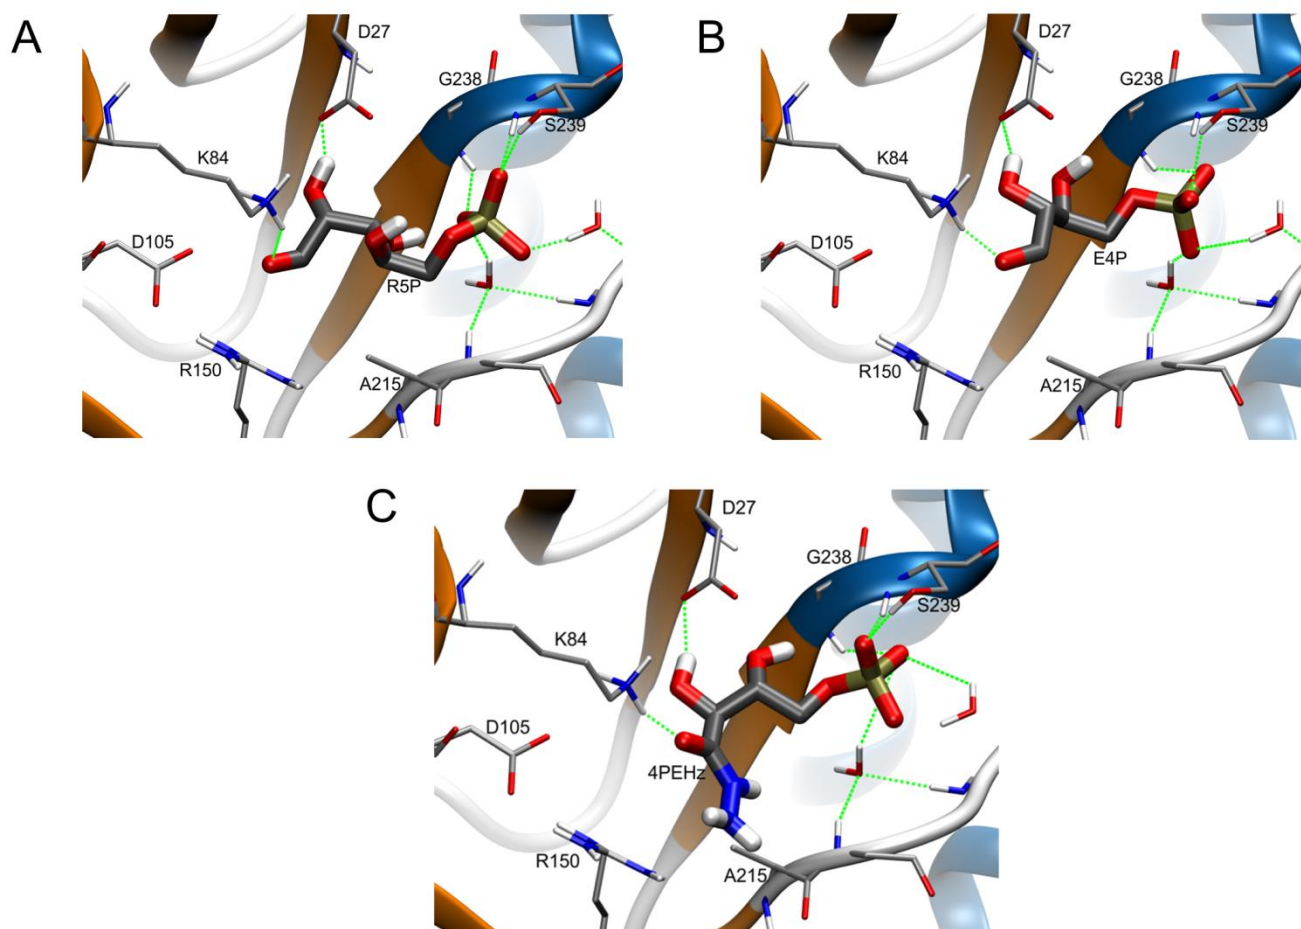 A
D27
G238
S239
K84
D105
R5P
R150
A215
B
D27
G238
S239
K84
D105
E4P
R150
A215
C
D27
G238
S239
K84
D105
4PEHz
R150
A215